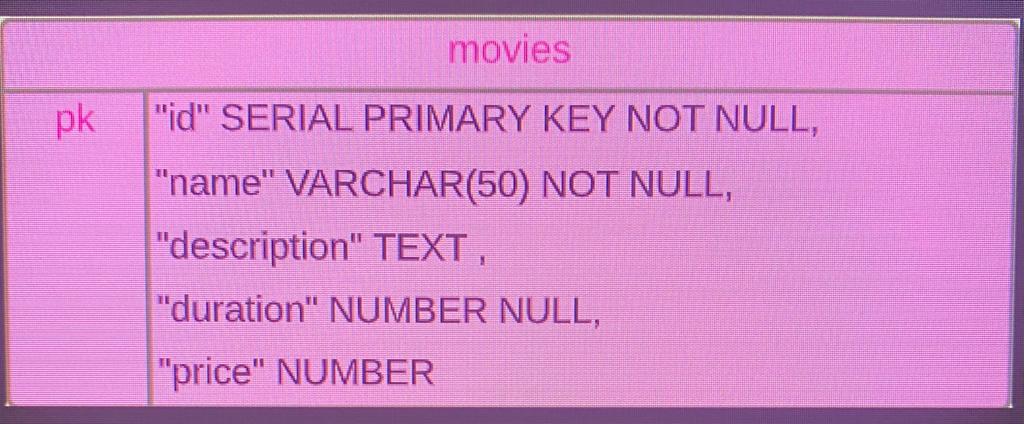 movies
pk "id" SERIAL PRIMARY KEY NOT NULL,
"name" VARCHAR(50) NOT NULL,
"description" TEXT ,
"duration" NUMBER NULL,
"price" NUMBER